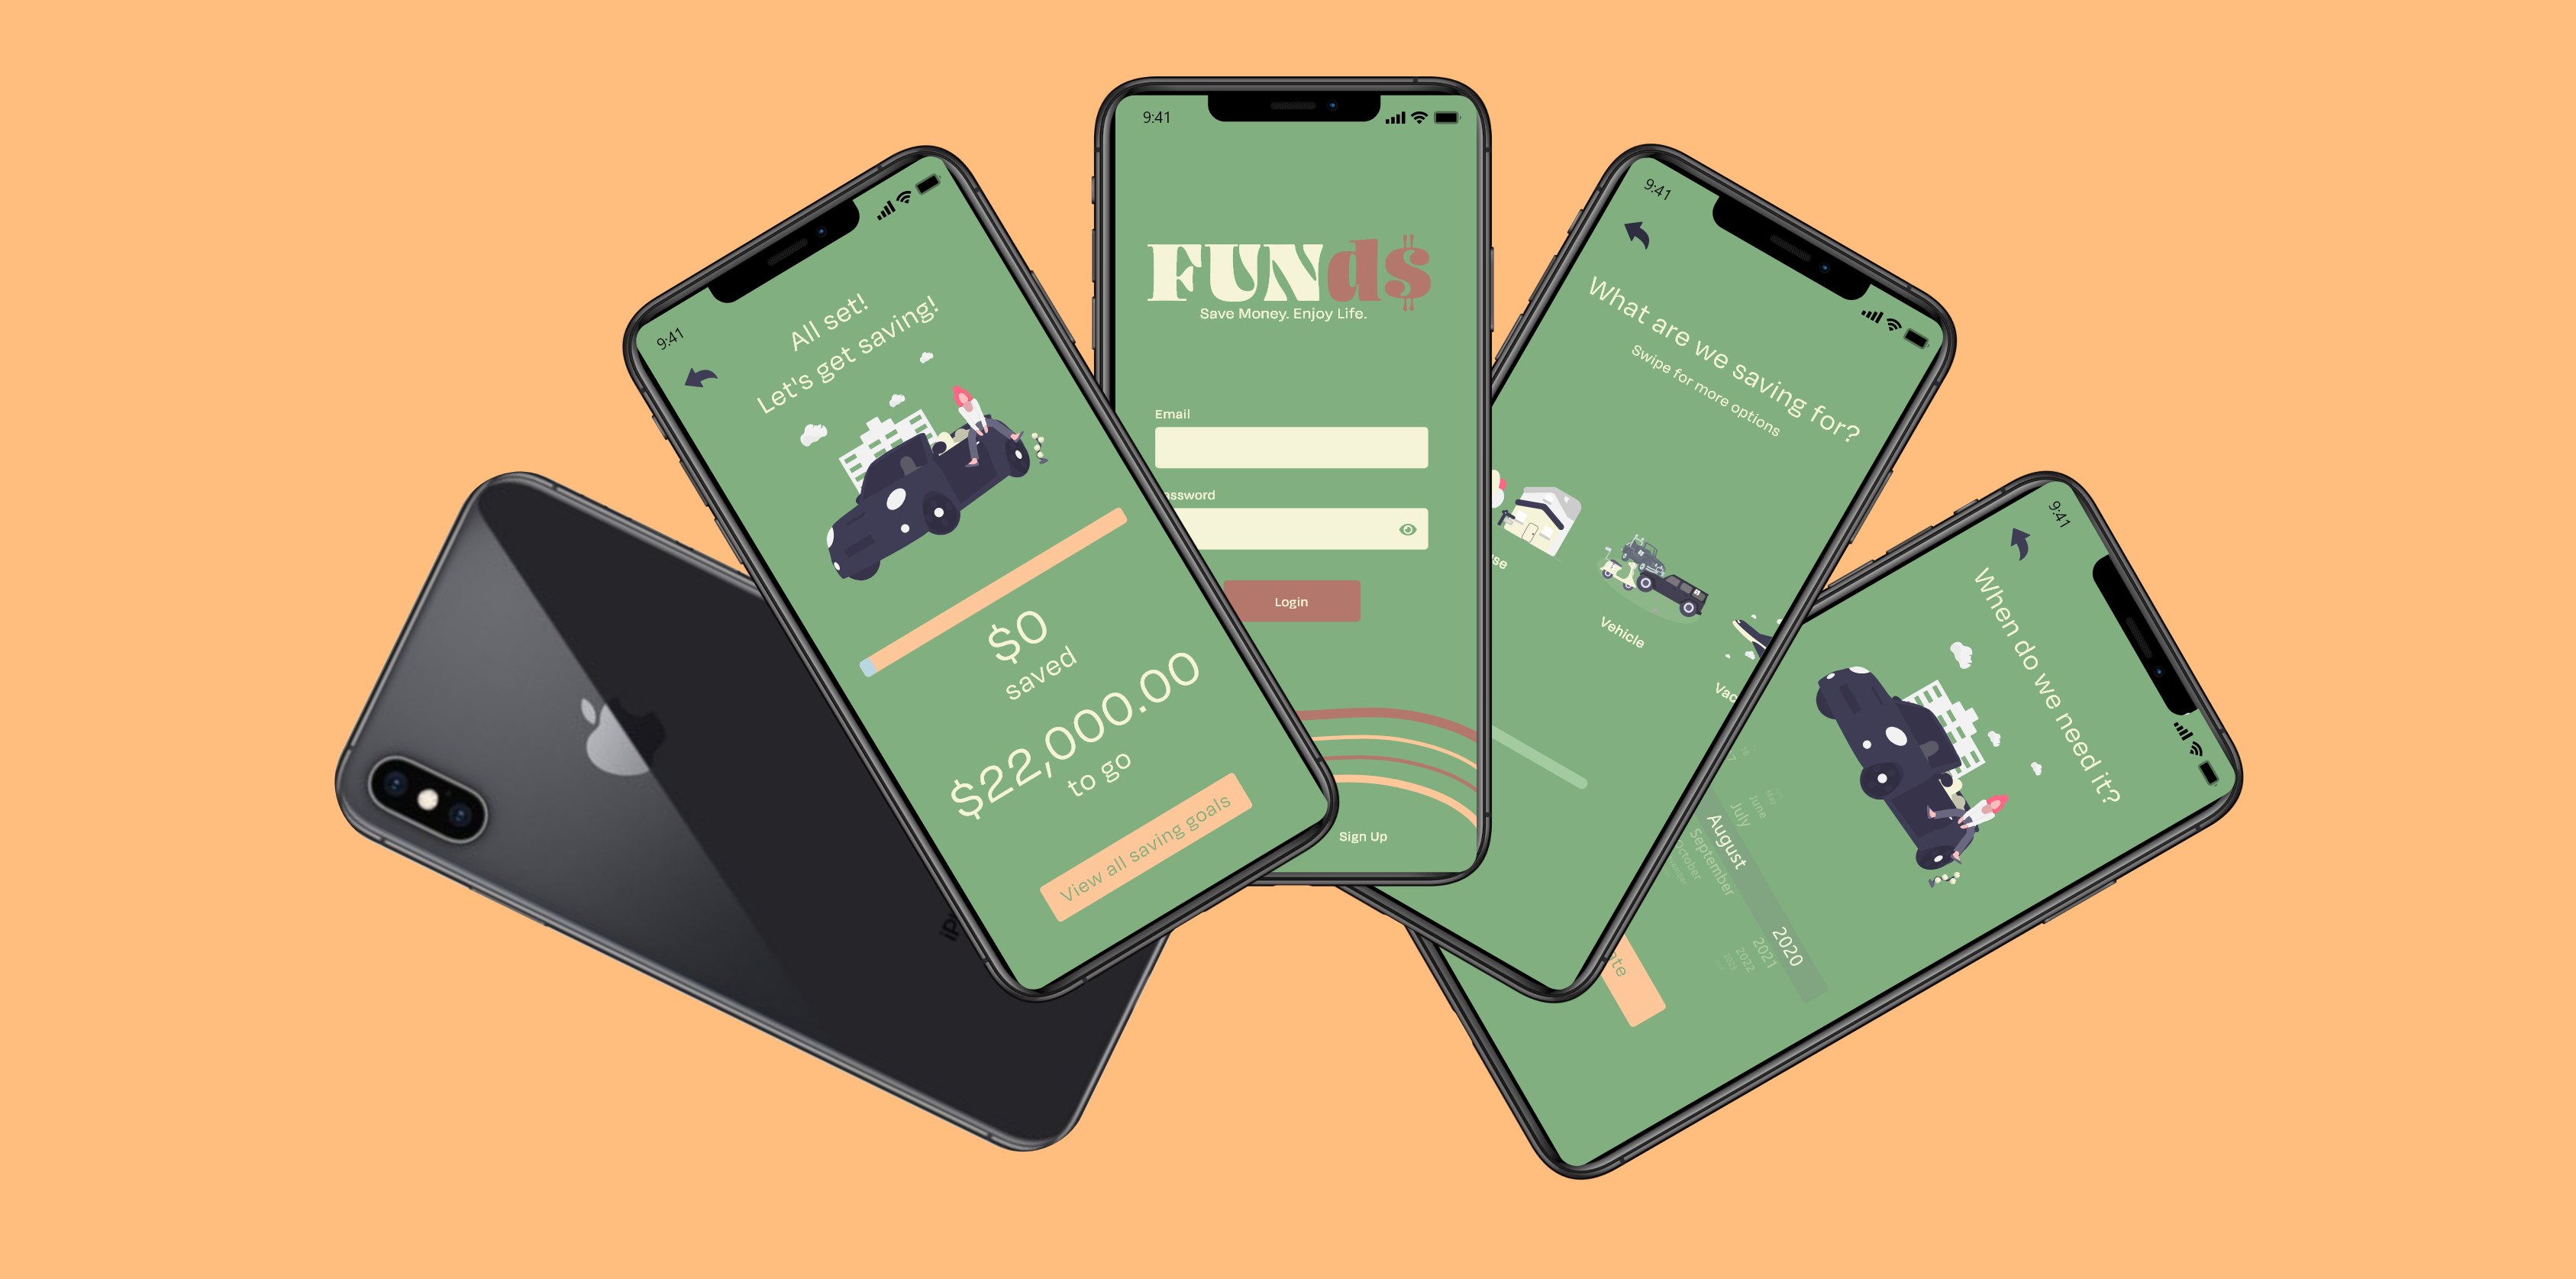 9:41
All set!
Let's get saving!
$0
saved
$22,000.00
to go
View all saving goals
9:41
FUNd$
Save Money. Enjoy Life.
Email
assword
Login
Sign Up
9:41
What are we saving for?
Swipe for more options
se
Vehicle
Vac
9:41
When do we need it?
May
June
July
August 2020
September 2021
October 2022
2023
ate